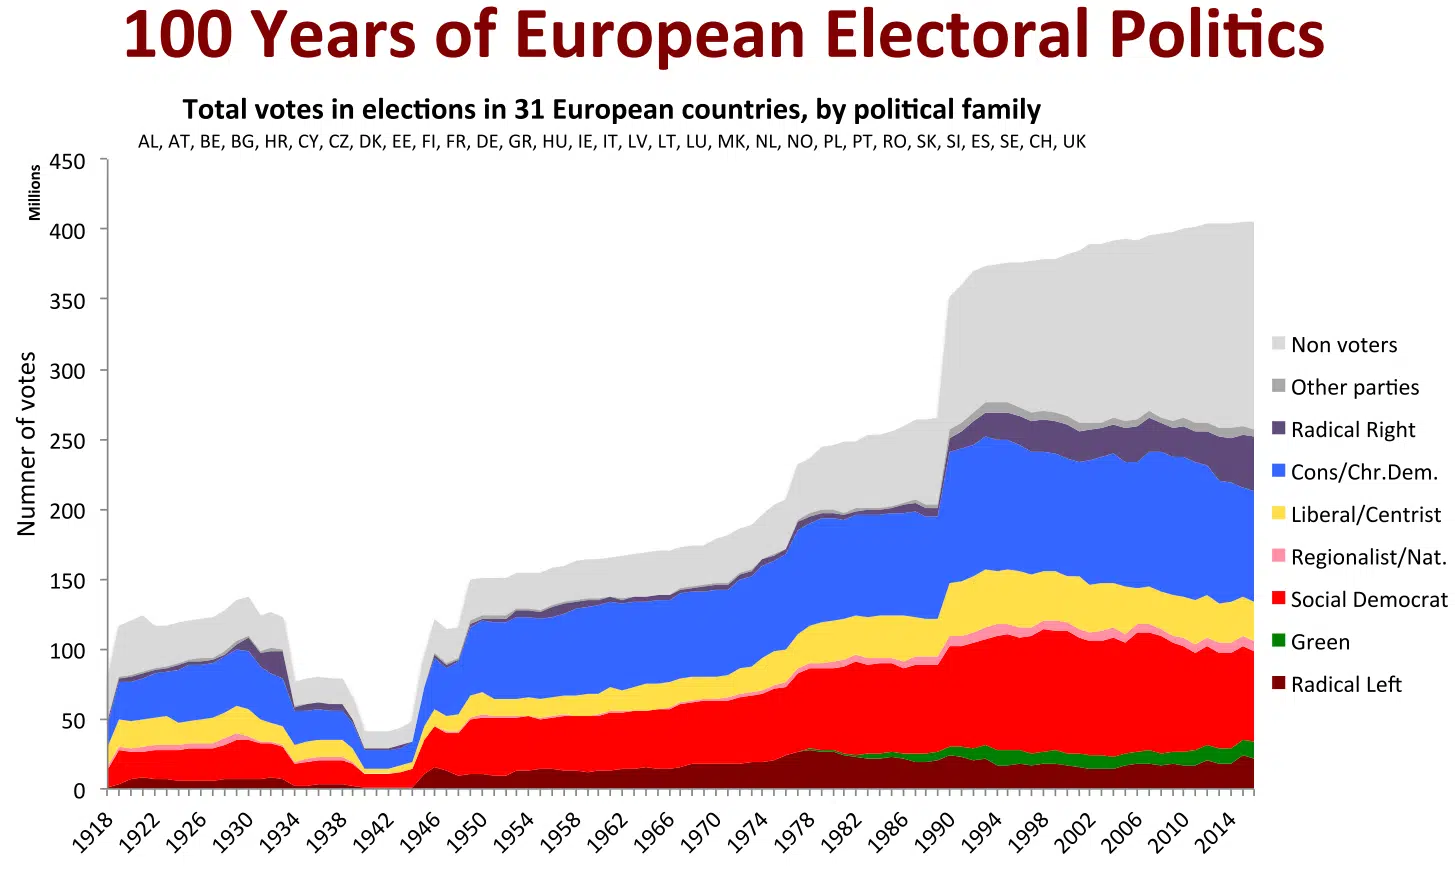 100 Years of European Electoral Politics
Total votes in elections in 31 European countries, by political family
AL, AT, BE, BG, HR, CY, CZ, DK, EE, FI, FR, DE, GR, HU, IE, IT, LV, LT, LU, MK, NL, NO, PL, PT, RO, SK, SI, ES, SE, CH, UK
Millions
Numner of votes
450
400
350
300
250
200
150
100
50
0
1918
1922
1926
1930
1934
1938
1942
1946
1950
1954
1958
1962
1966
1970
1974
1978
1982
1986
1990
1994
1998
2002
2006
2010
2014
Non voters
Other parties
Radical Right
Cons/Chr.Dem.
Liberal/Centrist
Regionalist/Nat.
Social Democrat
Green
Radical Left